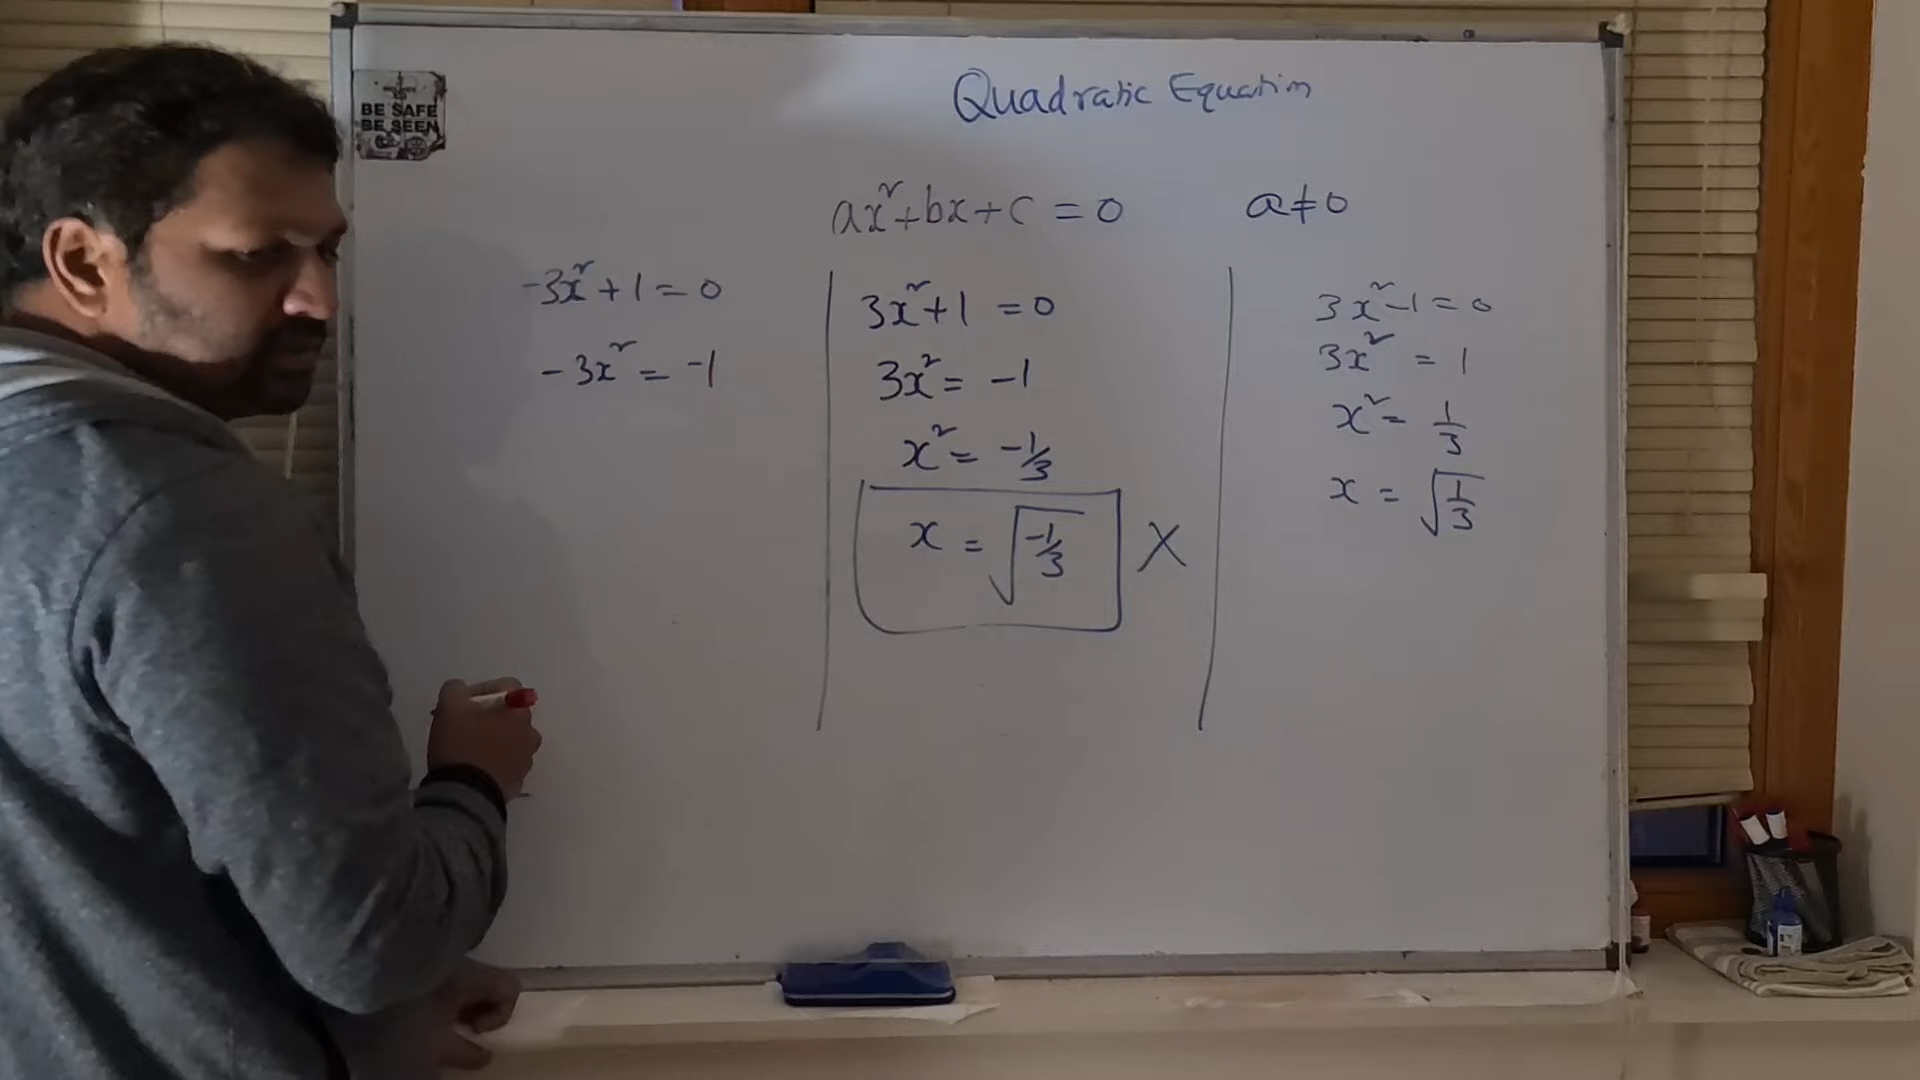 BE SAFE
BE SEEN
Quadratic Equation
ax²+bx+c = 0 a≠0
-3x²+1=0
-3x² = -1
3x²+1 = 0
3x² = -1
x² = -1/3
x = √(-1/3) X
3x²-1=0
3x² = 1
x² = 1/3
x = √(1/3)